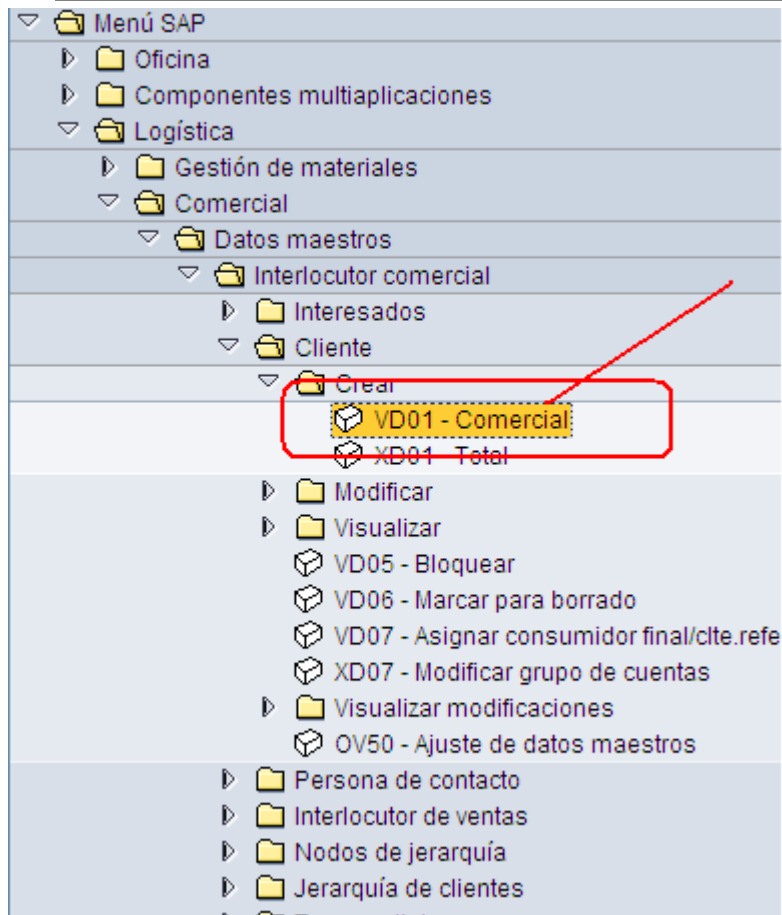 Menú SAP
Oficina
Componentes multiaplicaciones
Logística
Gestión de materiales
Comercial
Datos maestros
Interlocutor comercial
Interesados
Cliente
Crear
VD01 - Comercial
XD01 - Total
Modificar
Visualizar
VD05 - Bloquear
VD06 - Marcar para borrado
VD07 - Asignar consumidor final/clte.refe
XD07 - Modificar grupo de cuentas
Visualizar modificaciones
OV50 - Ajuste de datos maestros
Persona de contacto
Interlocutor de ventas
Nodos de jerarquía
Jerarquía de clientes